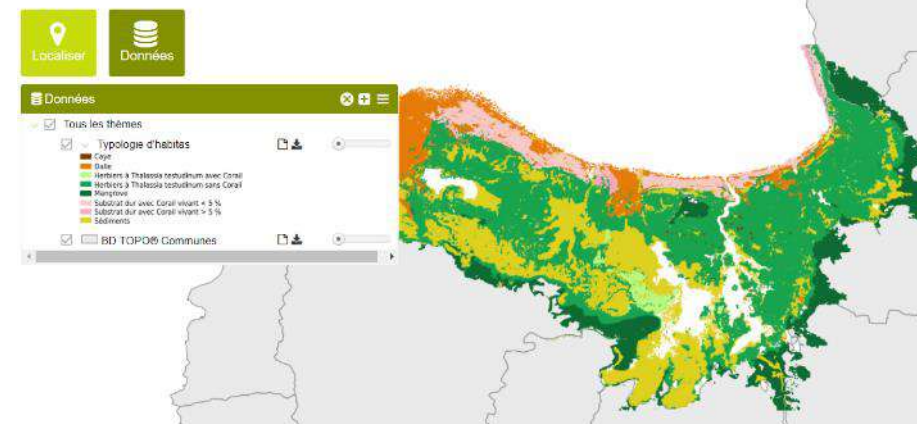 Localiser
Données
Données
Tous les thèmes
Typologie d'habitas
Caye
Dalle
Herbiers à Thalassia testudinum avec Corail
Herbiers à Thalassia testudinum sans Corail
Mangrove
Substrat dur avec Corail vivant < 5 %
Substrat dur avec Corail vivant > 5 %
Sédiments
BD TOPO® Communes